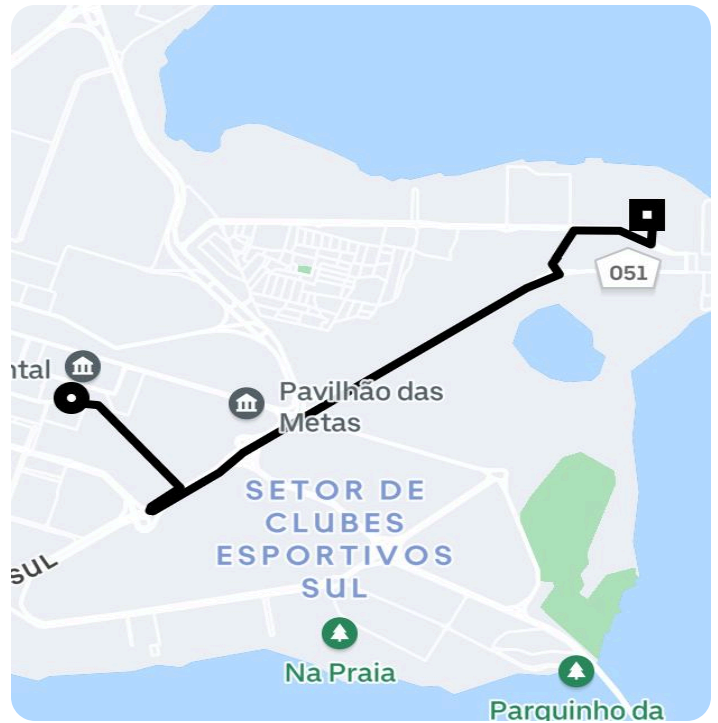 051
ntal
Pavilhão das
Metas
SETOR DE
CLUBES
ESPORTIVOS
SUL
SUL
Na Praia
Parquinho da